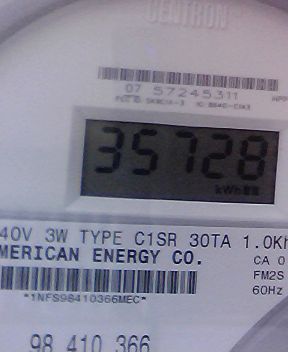 CENTRON
07 57245311
35728
kWh
40V 3W TYPE C1SR 30TA 1.0Kh
MERICAN ENERGY CO.
CA 0
FM2S
60Hz
*1NFS98410366MEC*
98 410 366